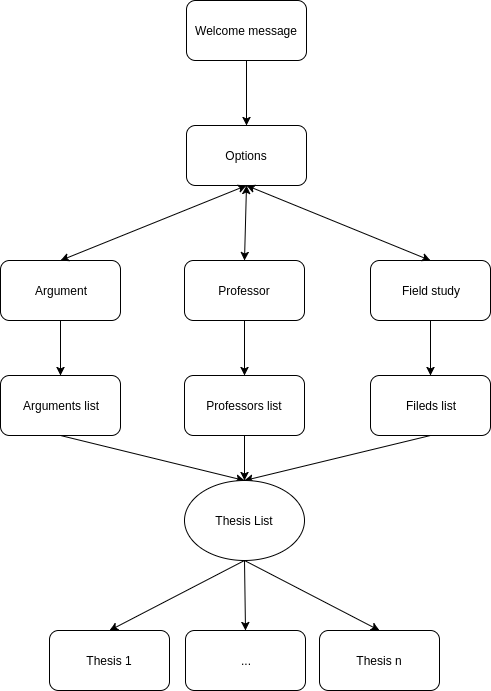 Welcome message
Options
Argument
Professor
Field study
Arguments list
Professors list
Fileds list
Thesis List
Thesis 1
...
Thesis n